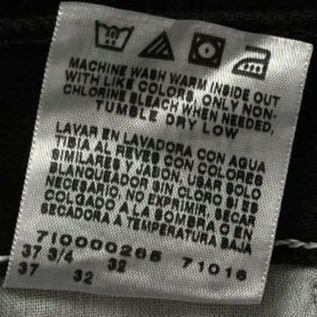 MACHINE WASH WARM INSIDE OUT
WITH LIKE COLORS, ONLY NON-
CHLORINE BLEACH WHEN NEEDED,
TUMBLE DRY LOW
LAVAR EN LAVADORA CON AGUA
TIBIA AL REVES CON COLORES
SIMILARES Y JABON. USAR SOLO
BLANQUEADOR SIN CLORO SI ES
NECESARIO. NO EXPRIMIR, SECAR
COLGADO A LA SOMBRA O EN
SECADORA A TEMPERATURA BAJA
710000265 71016
37 3/4 32
37 32